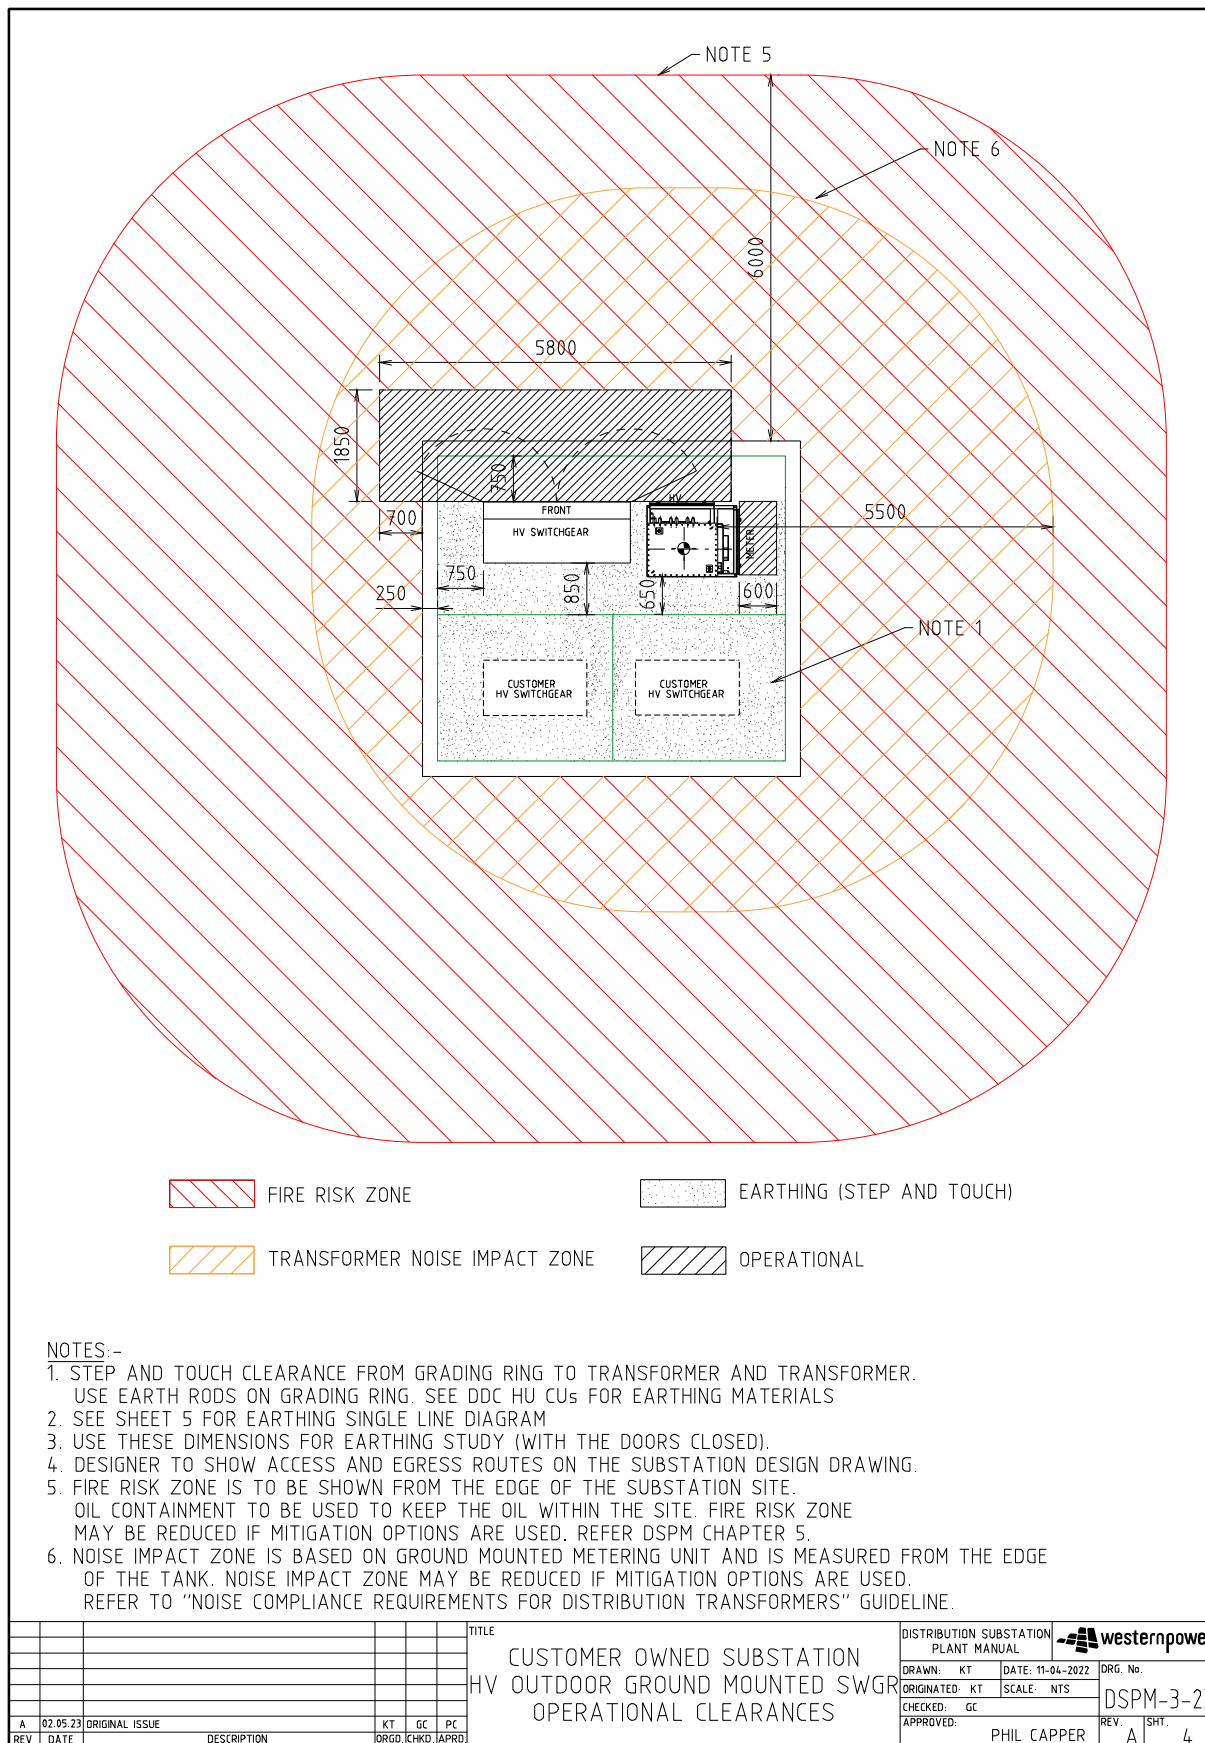 NOTE 5
NOTE 6
6000
5800
1850
750
HV
FRONT
HV SWITCHGEAR
700
5500
METER
750
850
650
600
250
NOTE 1
CUSTOMER
HV SWITCHGEAR
CUSTOMER
HV SWITCHGEAR
FIRE RISK ZONE
EARTHING (STEP AND TOUCH)
TRANSFORMER NOISE IMPACT ZONE
OPERATIONAL
NOTES:-
1. STEP AND TOUCH CLEARANCE FROM GRADING RING TO TRANSFORMER AND TRANSFORMER.
USE EARTH RODS ON GRADING RING. SEE DDC HU CUs FOR EARTHING MATERIALS
2. SEE SHEET 5 FOR EARTHING SINGLE LINE DIAGRAM
3. USE THESE DIMENSIONS FOR EARTHING STUDY (WITH THE DOORS CLOSED).
4. DESIGNER TO SHOW ACCESS AND EGRESS ROUTES ON THE SUBSTATION DESIGN DRAWING.
5. FIRE RISK ZONE IS TO BE SHOWN FROM THE EDGE OF THE SUBSTATION SITE.
OIL CONTAINMENT TO BE USED TO KEEP THE OIL WITHIN THE SITE. FIRE RISK ZONE
MAY BE REDUCED IF MITIGATION OPTIONS ARE USED. REFER DSPM CHAPTER 5.
6. NOISE IMPACT ZONE IS BASED ON GROUND MOUNTED METERING UNIT AND IS MEASURED FROM THE EDGE
OF THE TANK. NOISE IMPACT ZONE MAY BE REDUCED IF MITIGATION OPTIONS ARE USED.
REFER TO "NOISE COMPLIANCE REQUIREMENTS FOR DISTRIBUTION TRANSFORMERS" GUIDELINE.
A 02.05.23 ORIGINAL ISSUE KT GC PC
REV DATE DESCRIPTION ORGD. CHKD. APRD.
TITLE
CUSTOMER OWNED SUBSTATION
HV OUTDOOR GROUND MOUNTED SWGR
OPERATIONAL CLEARANCES
DISTRIBUTION SUBSTATION
PLANT MANUAL
westernpowe
DRAWN: KT DATE: 11-04-2022 DRG. No.
ORIGINATED: KT SCALE: NTS
DSPM-3-2
CHECKED: GC
APPROVED: PHIL CAPPER
REV. A SHT. 4